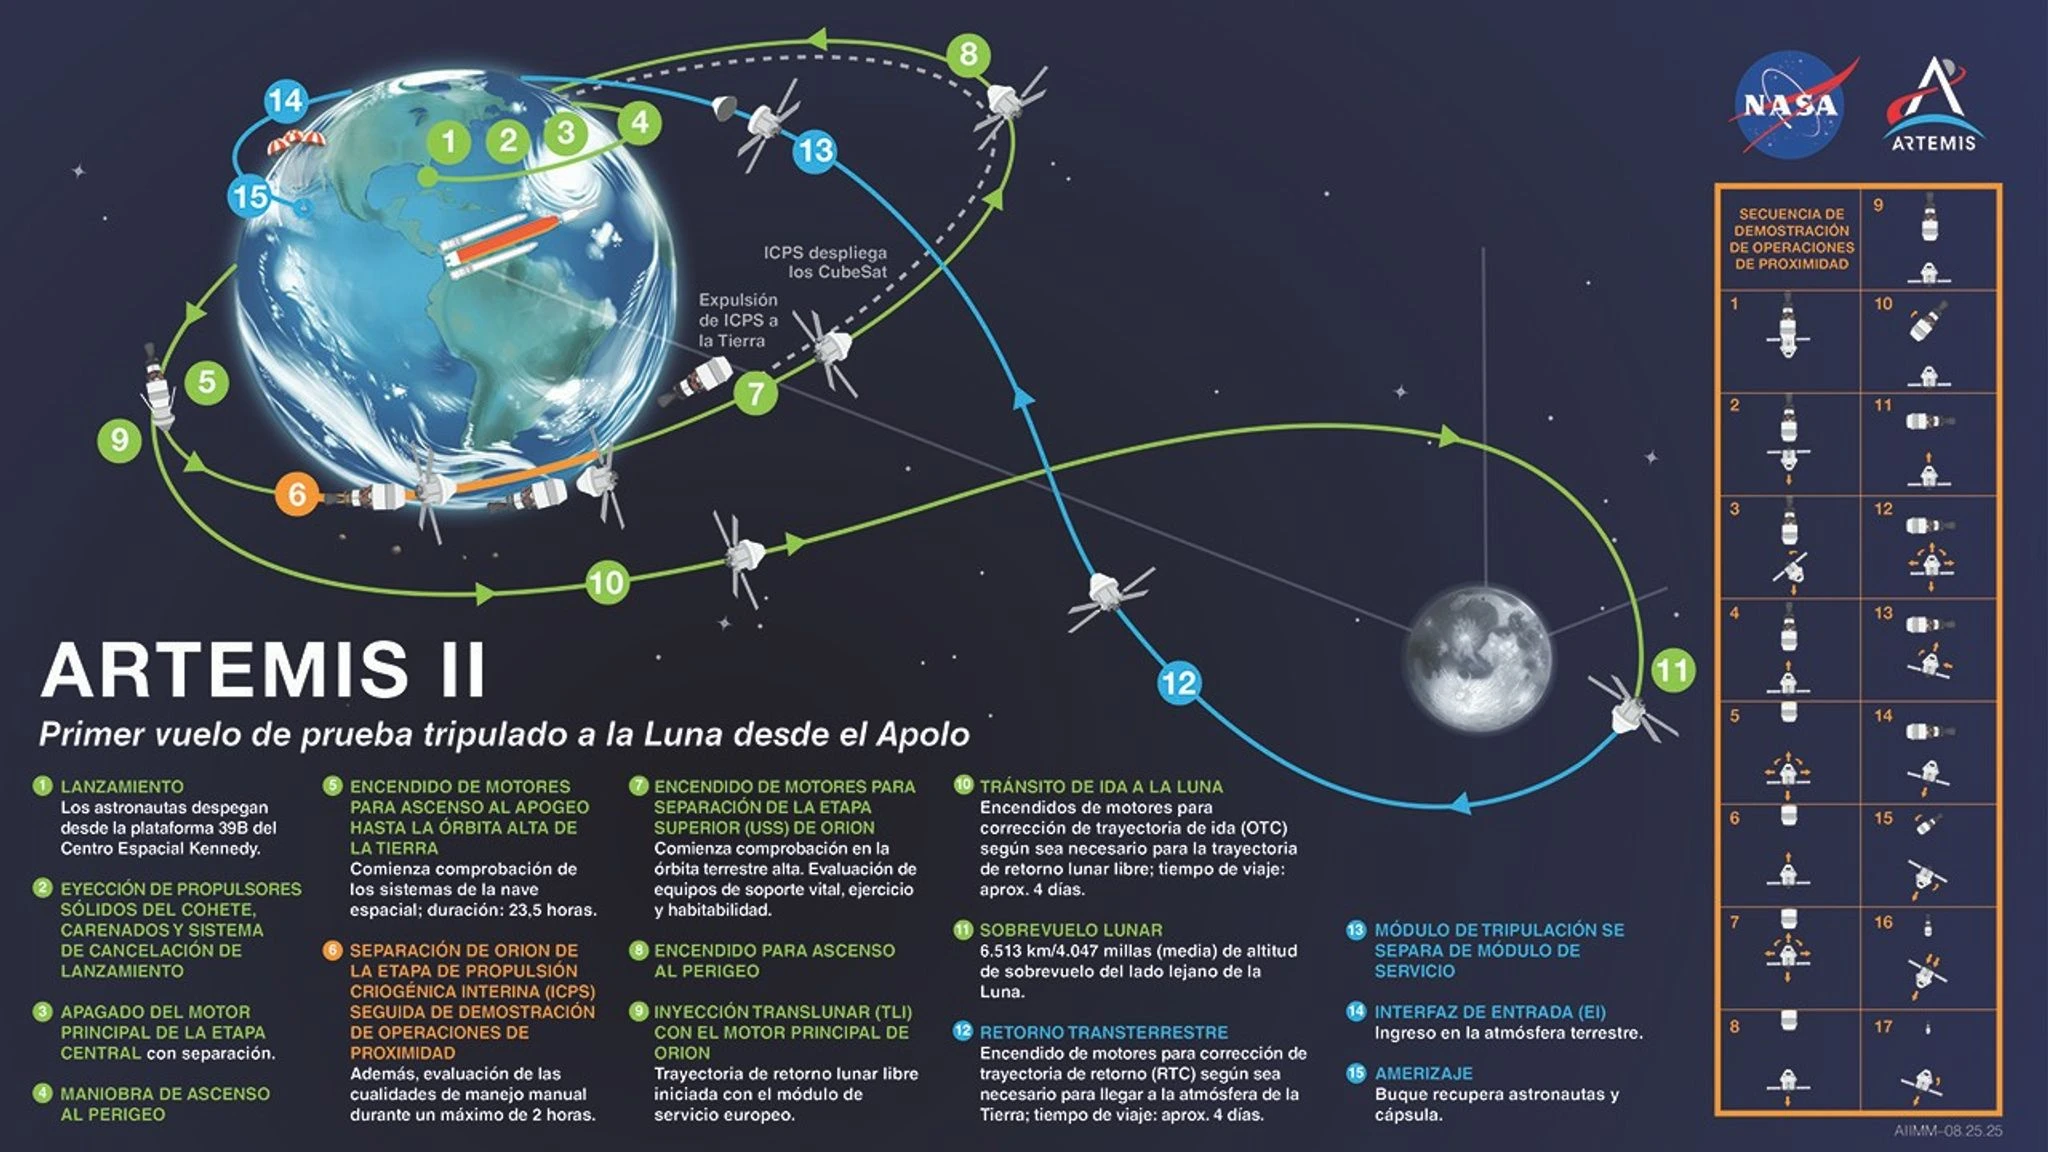 14
8
1
2
3
4
13
15
NASA
ARTEMIS
ICPS despliega
los CubeSat
Expulsión
de ICPS a
la Tierra
5
7
9
6
10
12
11
ARTEMIS II
Primer vuelo de prueba tripulado a la Luna desde el Apolo
1 LANZAMIENTO
Los astronautas despegan
desde la plataforma 39B del
Centro Espacial Kennedy.
2 EYECCIÓN DE PROPULSORES
SÓLIDOS DEL COHETE,
CARENADOS Y SISTEMA
DE CANCELACIÓN DE
LANZAMIENTO
3 APAGADO DEL MOTOR
PRINCIPAL DE LA ETAPA
CENTRAL con separación.
4 MANIOBRA DE ASCENSO
AL PERIGEO
5 ENCENDIDO DE MOTORES
PARA ASCENSO AL APOGEO
HASTA LA ÓRBITA ALTA DE
LA TIERRA
Comienza comprobación de
los sistemas de la nave
espacial; duración: 23,5 horas.
6 SEPARACIÓN DE ORION DE
LA ETAPA DE PROPULSIÓN
CRIOGÉNICA INTERINA (ICPS)
SEGUIDA DE DEMOSTRACIÓN
DE OPERACIONES DE
PROXIMIDAD
Además, evaluación de las
cualidades de manejo manual
durante un máximo de 2 horas.
7 ENCENDIDO DE MOTORES PARA
SEPARACIÓN DE LA ETAPA
SUPERIOR (USS) DE ORION
Comienza comprobación en la
órbita terrestre alta. Evaluación de
equipos de soporte vital, ejercicio
y habitabilidad.
8 ENCENDIDO PARA ASCENSO
AL PERIGEO
9 INYECCIÓN TRANSLUNAR (TLI)
CON EL MOTOR PRINCIPAL DE
ORION
Trayectoria de retorno lunar libre
iniciada con el módulo de
servicio europeo.
10 TRÁNSITO DE IDA A LA LUNA
Encendidos de motores para
corrección de trayectoria de ida (OTC)
según sea necesario para la trayectoria
de retorno lunar libre; tiempo de viaje:
aprox. 4 días.
11 SOBREVUELO LUNAR
6.513 km/4.047 millas (media) de altitud
de sobrevuelo del lado lejano de la
Luna.
12 RETORNO TRANSTERRESTRE
Encendido de motores para corrección de
trayectoria de retorno (RTC) según sea
necesario para llegar a la atmósfera de la
Tierra; tiempo de viaje: aprox. 4 días.
13 MÓDULO DE TRIPULACIÓN SE
SEPARA DE MÓDULO DE
SERVICIO
14 INTERFAZ DE ENTRADA (EI)
Ingreso en la atmósfera terrestre.
15 AMERIZAJE
Buque recupera astronautas y
cápsula.
SECUENCIA DE
DEMOSTRACIÓN
DE OPERACIONES
DE PROXIMIDAD
1
2
3
4
5
6
7
8
9
10
11
12
13
14
15
16
17
AIIMM-08.25.25